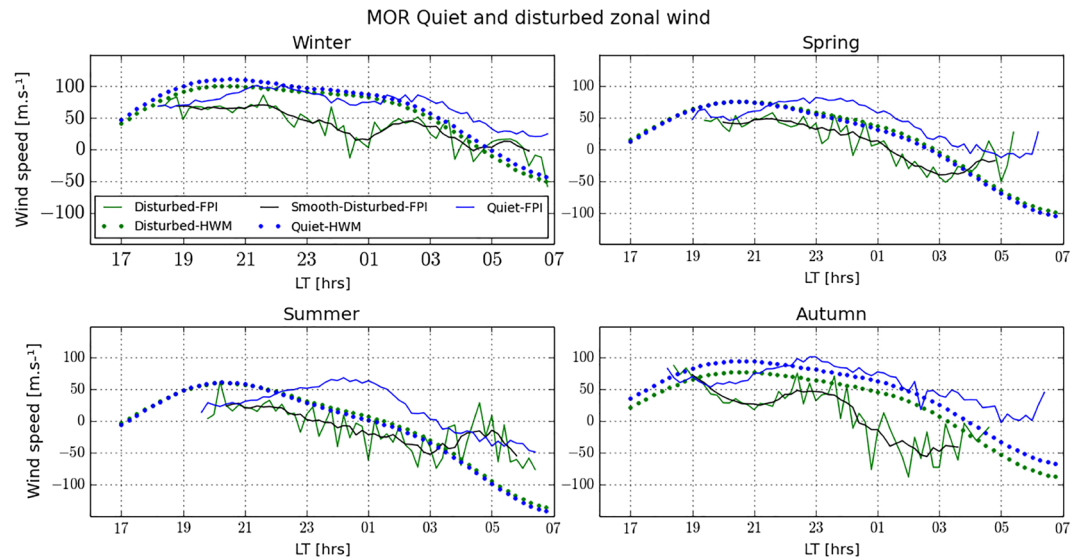 MOR Quiet and disturbed zonal wind
Winter
Spring
Wind speed [m.s⁻¹]
100
50
0
−50
−100
100
50
0
−50
−100
Disturbed-FPI
Smooth-Disturbed-FPI
Quiet-FPI
Disturbed-HWM
Quiet-HWM
17 19 21 23 01 03 05 07
17 19 21 23 01 03 05 07
LT [hrs]
LT [hrs]
Summer
Autumn
Wind speed [m.s⁻¹]
100
50
0
−50
−100
100
50
0
−50
−100
17 19 21 23 01 03 05 07
17 19 21 23 01 03 05 07
LT [hrs]
LT [hrs]